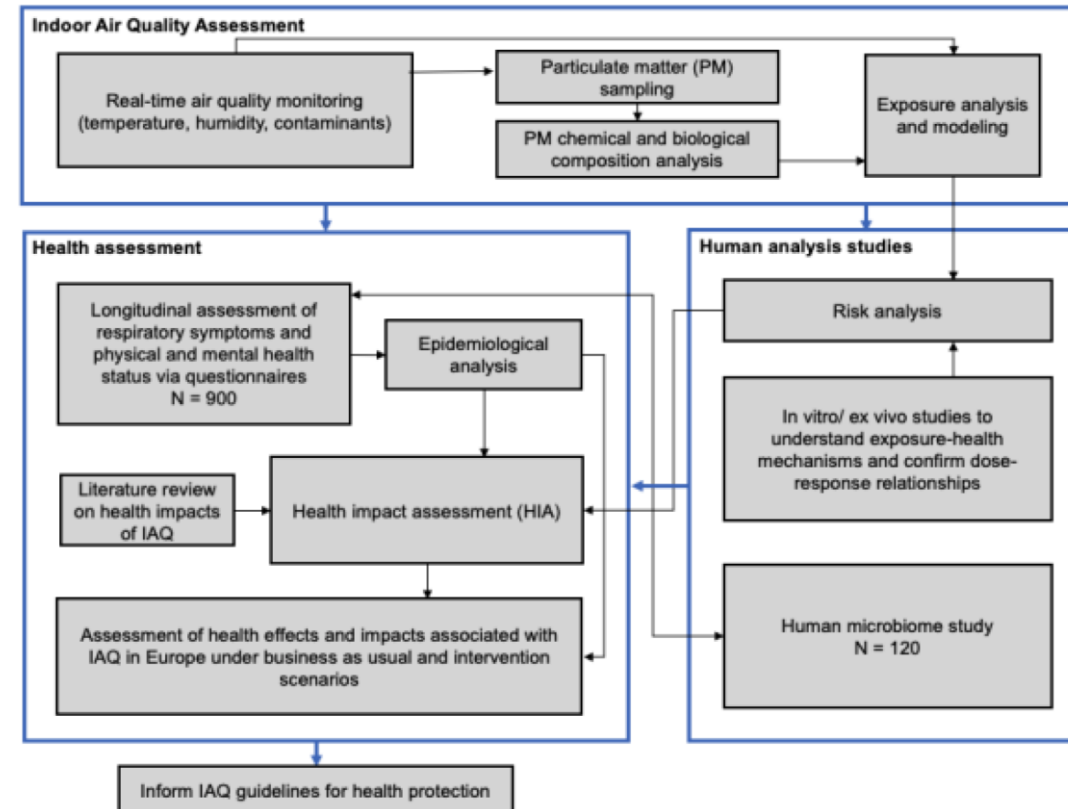 Indoor Air Quality Assessment
Real-time air quality monitoring
(temperature, humidity, contaminants)
Particulate matter (PM)
sampling
PM chemical and biological
composition analysis
Exposure analysis
and modeling
Health assessment
Longitudinal assessment of
respiratory symptoms and
physical and mental health
status via questionnaires
N = 900
Epidemiological
analysis
Literature review
on health impacts
of IAQ
Health impact assessment (HIA)
Assessment of health effects and impacts associated with
IAQ in Europe under business as usual and intervention
scenarios
Human analysis studies
Risk analysis
In vitro/ ex vivo studies to
understand exposure-health
mechanisms and confirm dose-
response relationships
Human microbiome study
N = 120
Inform IAQ guidelines for health protection